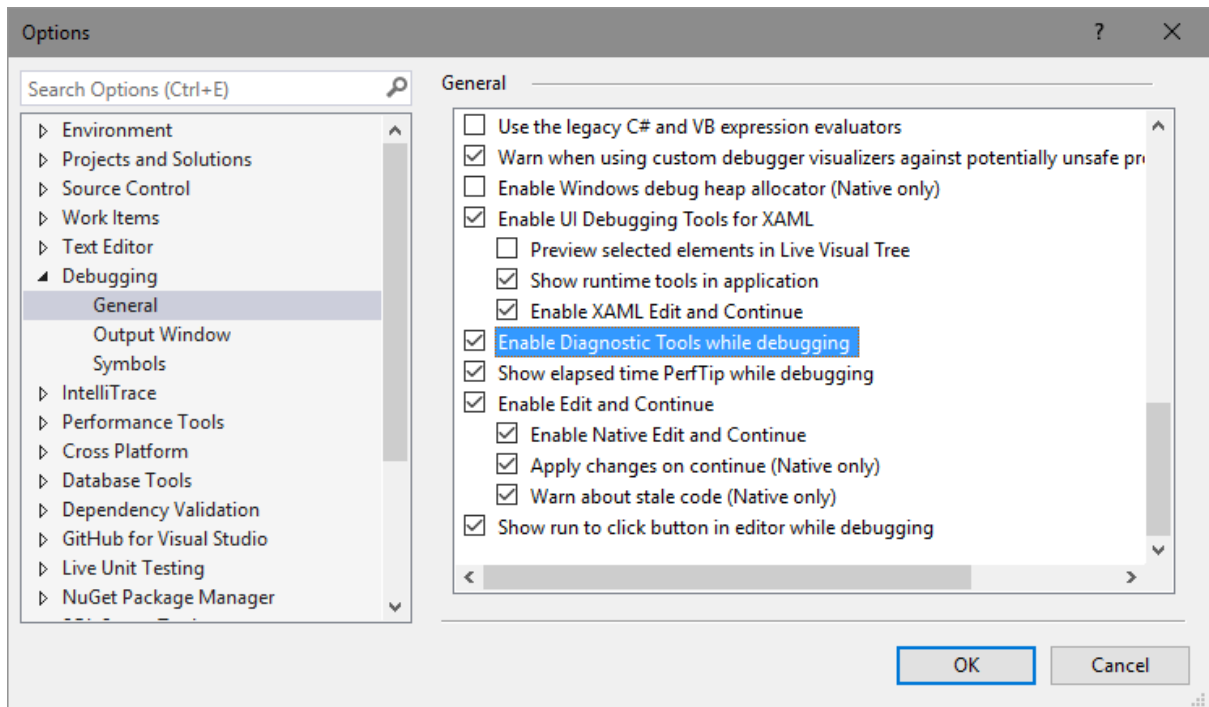 Options
?
Search Options (Ctrl+E)
Environment
Projects and Solutions
Source Control
Work Items
Text Editor
Debugging
General
Output Window
Symbols
IntelliTrace
Performance Tools
Cross Platform
Database Tools
Dependency Validation
GitHub for Visual Studio
Live Unit Testing
NuGet Package Manager
General
Use the legacy C# and VB expression evaluators
Warn when using custom debugger visualizers against potentially unsafe
Enable Windows debug heap allocator (Native only)
Enable UI Debugging Tools for XAML
Preview selected elements in Live Visual Tree
Show runtime tools in application
Enable XAML Edit and Continue
Enable Diagnostic Tools while debugging
Show elapsed time PerfTip while debugging
Enable Edit and Continue
Enable Native Edit and Continue
Apply changes on continue (Native only)
Warn about stale code (Native only)
Show run to click button in editor while debugging
OK
Cancel